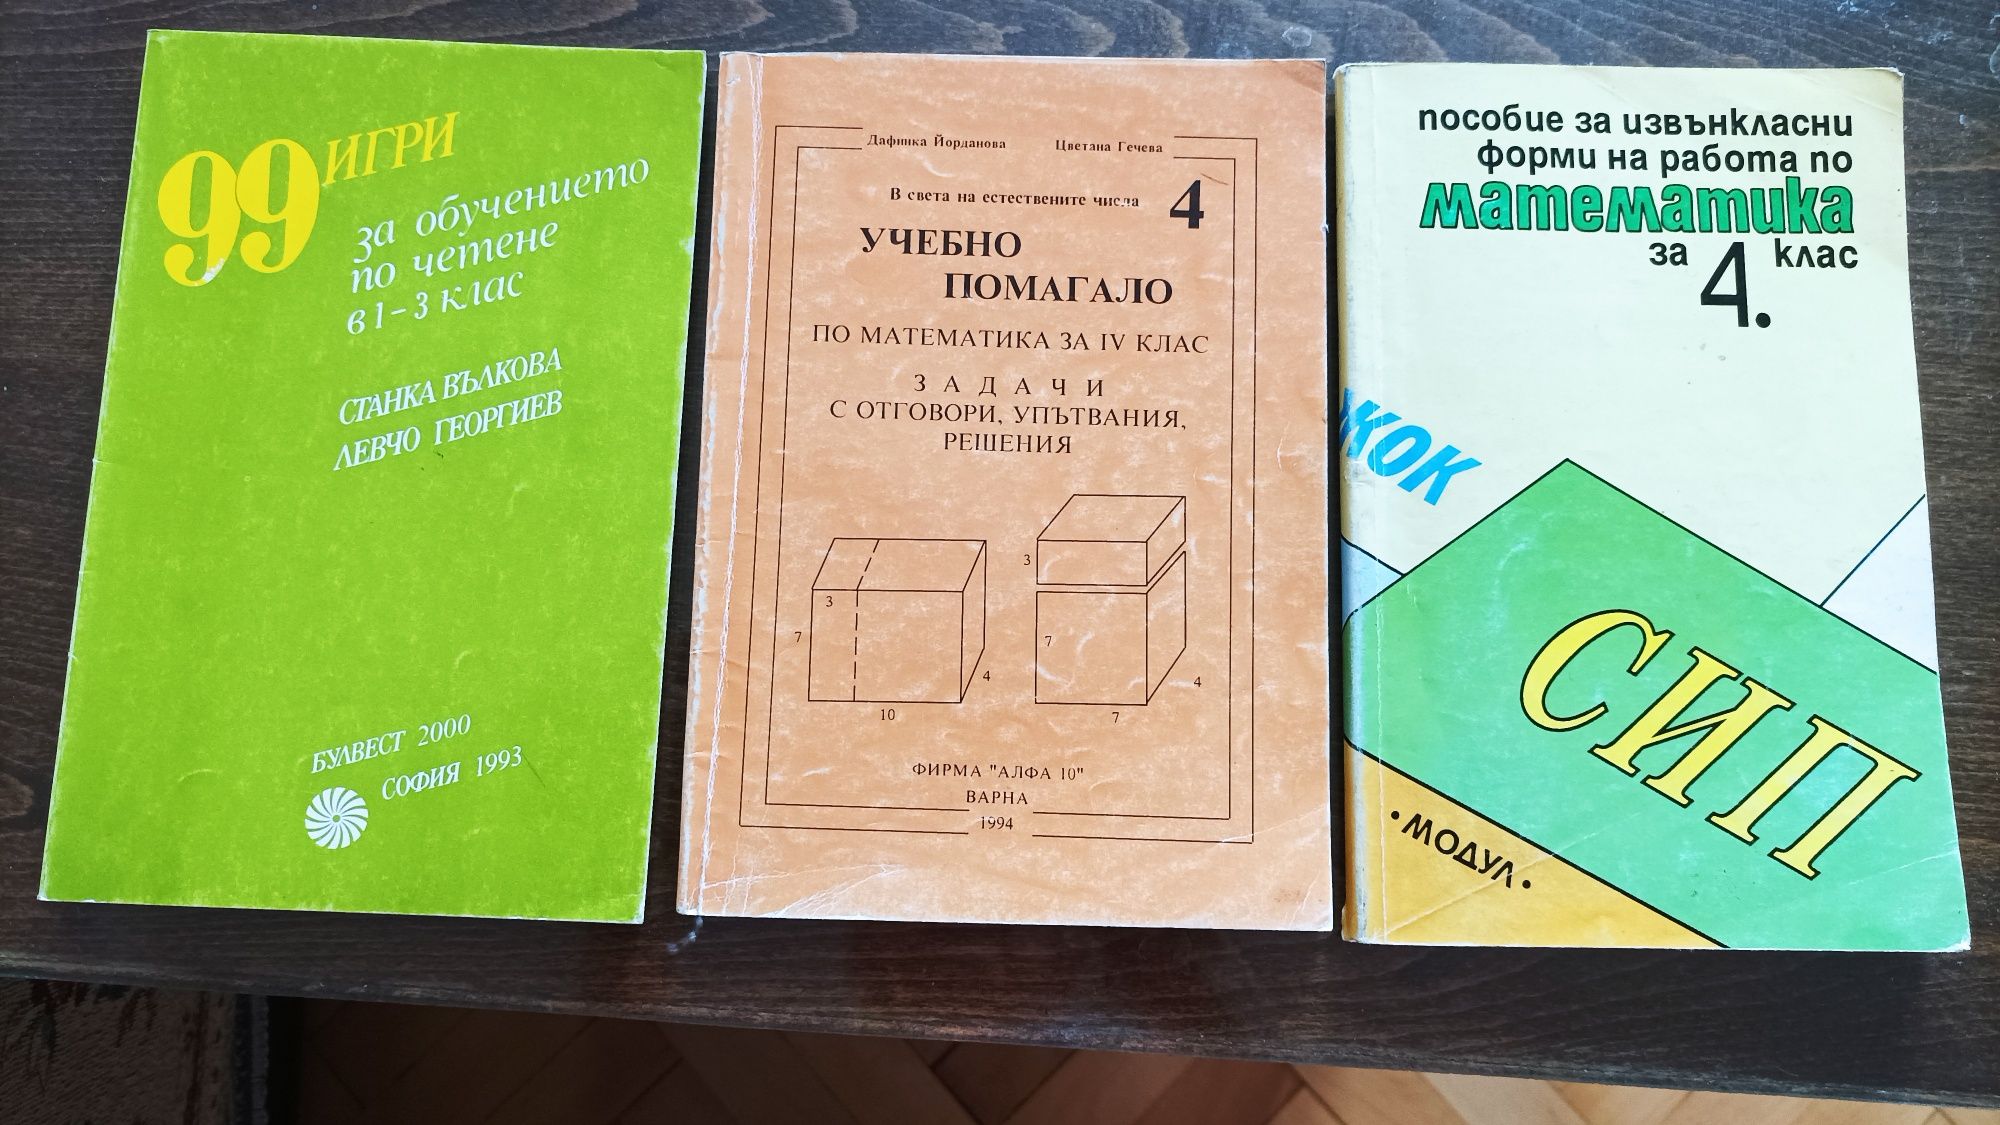 99 ИГРИ
за обучението
по четене
в 1 – 3 клас
СТАНКА ВЪЛКОВА
ЛЕВЧО ГЕОРГИЕВ
БУЛВЕСТ 2000
СОФИЯ 1993
Дафинка Йорданова Цветана Гечева
В света на естествените числа 4
УЧЕБНО
ПОМАГАЛО
ПО МАТЕМАТИКА ЗА IV КЛАС
ЗАДАЧИ
С ОТГОВОРИ, УПЪТВАНИЯ,
РЕШЕНИЯ
3
7
4
10
3
7
4
7
ФИРМА "АЛФА 10"
ВАРНА
1994
пособие за извънкласни
форми на работа по
математика
за 4. клас
ЖОК
СИП
• МОДУЛ •